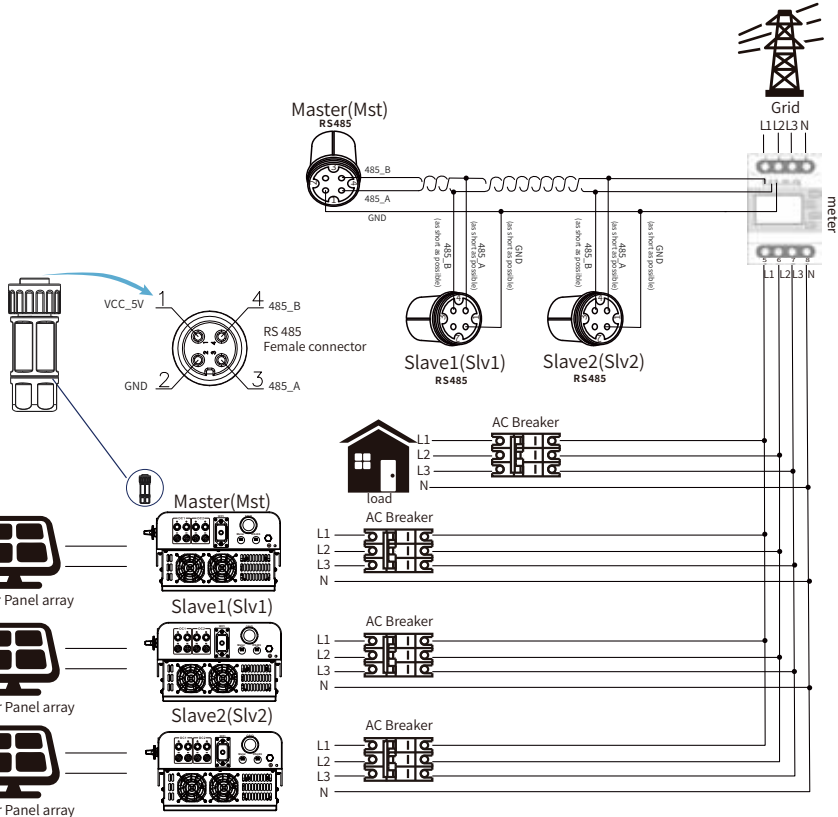 Grid
L1 L2 L3 N
Master(Mst)
RS485
485_B
485_A
GND
meter
5 6 7 8
L1 L2 L3 N
485_B
(as short as possible)
485_A
(as short as possible)
GND
(as short as possible)
485_B
(as short as possible)
485_A
(as short as possible)
GND
(as short as possible)
VCC_5V 1
4 485_B
RS 485
Female connector
GND 2
3 485_A
Slave1(Slv1)
RS485
Slave2(Slv2)
RS485
AC Breaker
L1
L2
L3
N
load
Master(Mst)
AC Breaker
L1
L2
L3
N
Panel array
Slave1(Slv1)
AC Breaker
L1
L2
L3
N
Panel array
Slave2(Slv2)
AC Breaker
L1
L2
L3
N
Panel array